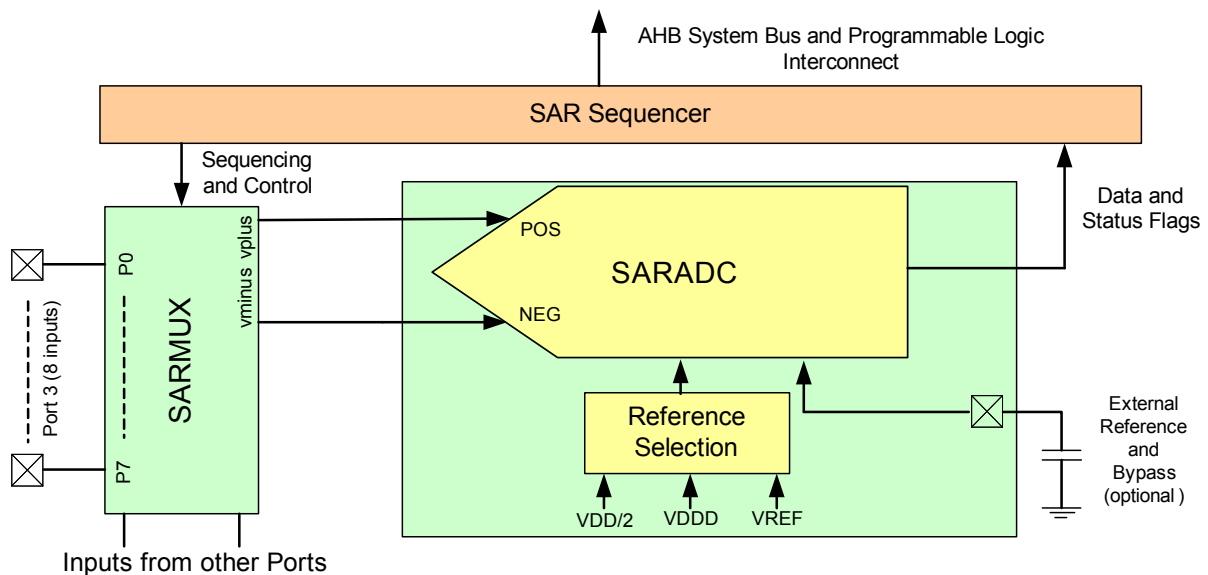 AHB System Bus and Programmable Logic
Interconnect
SAR Sequencer
Sequencing
and Control
Data and
Status Flags
vminus vplus
P0
SARMUX
P7
Port 3 (8 inputs)
POS
SARADC
NEG
Reference
Selection
VDD/2
VDDD
VREF
External
Reference
and
Bypass
(optional)
Inputs from other Ports